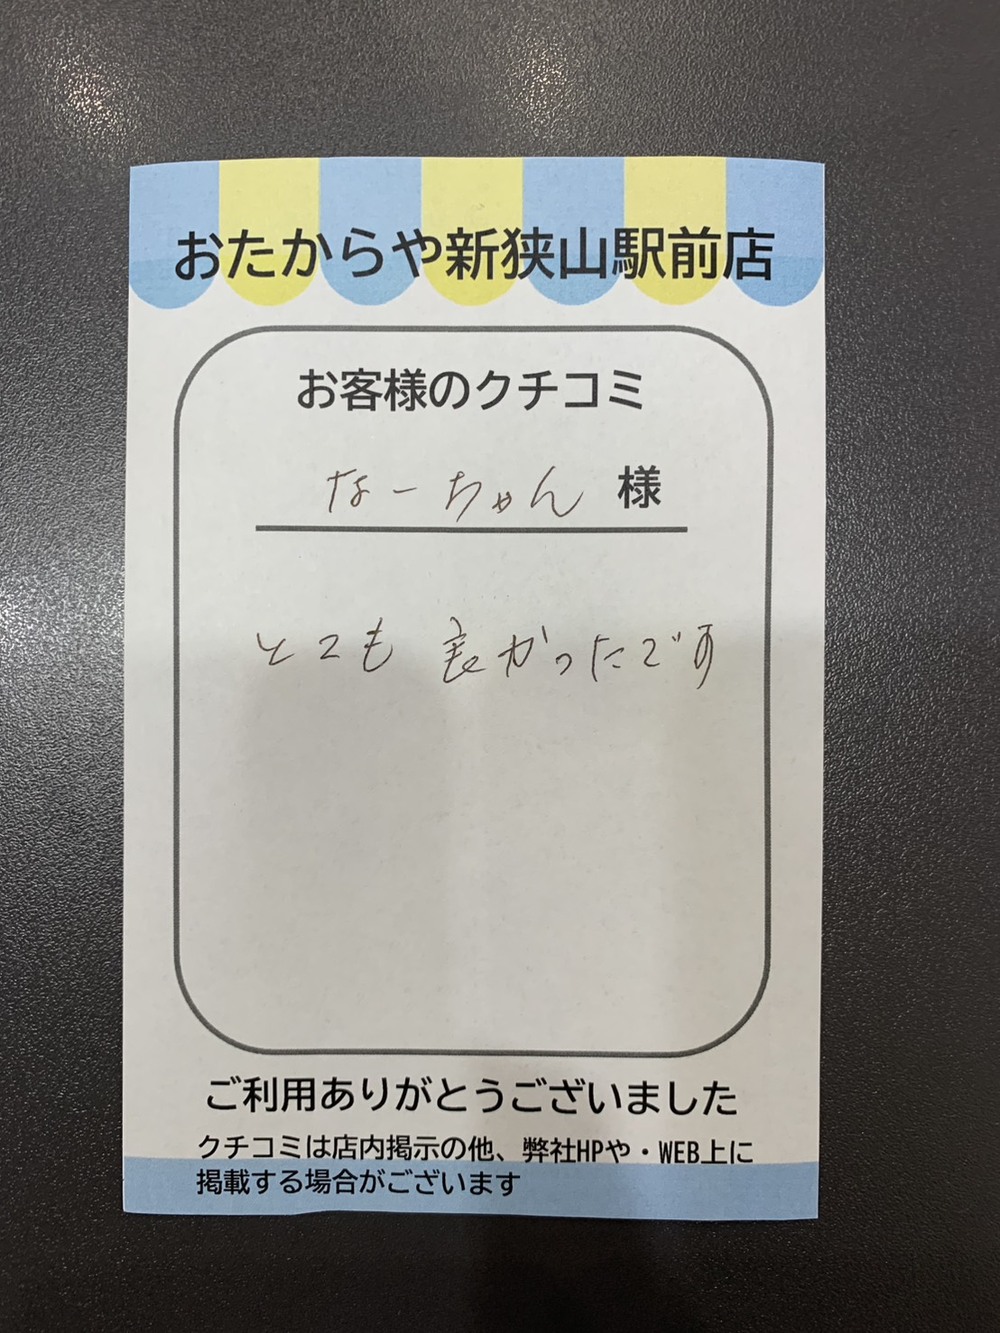 おたからや新狭山駅前店
お客様のクチコミ
なーちゃん 様
とても 良かったです
ご利用ありがとうございました
クチコミは店内掲示の他、弊社HPや・WEB上に
掲載する場合がございます